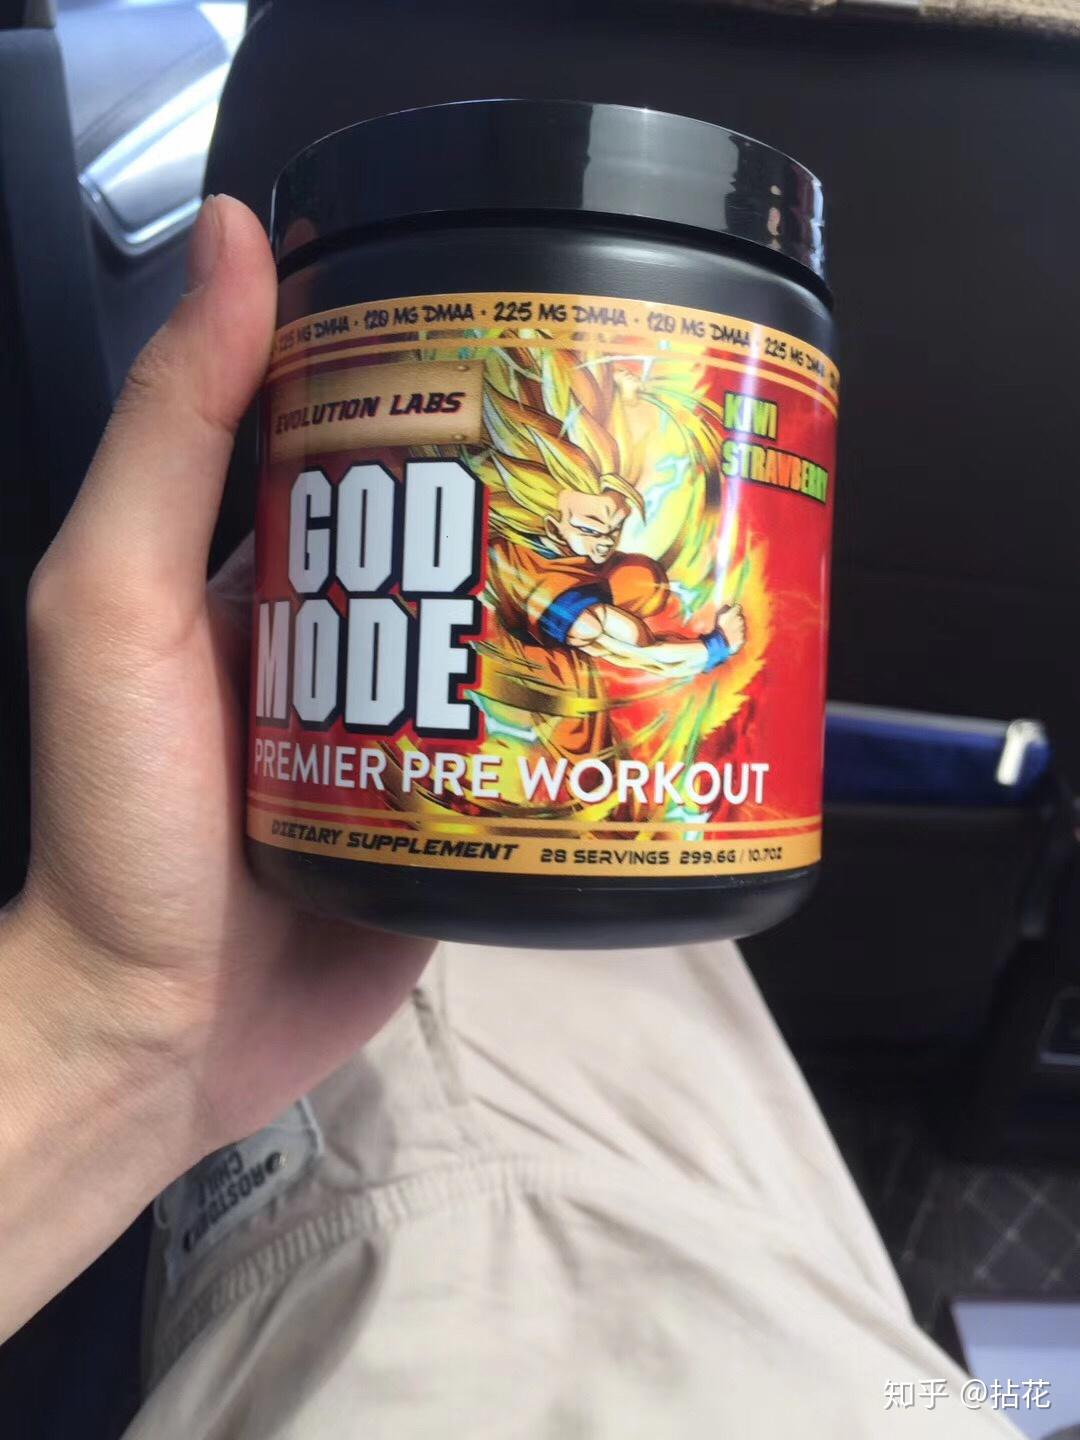 225 MG DMHA · 120 MG DMAA · 225 MG DMHA · 120 MG DMAA · 225 MG DMHA
EVOLUTION LABS
KIWI
STRAWBERRY
GOD
MODE
PREMIER PRE WORKOUT
DIETARY SUPPLEMENT 28 SERVINGS 299.6G / 10.7OZ
CHILL
知乎 @拈花